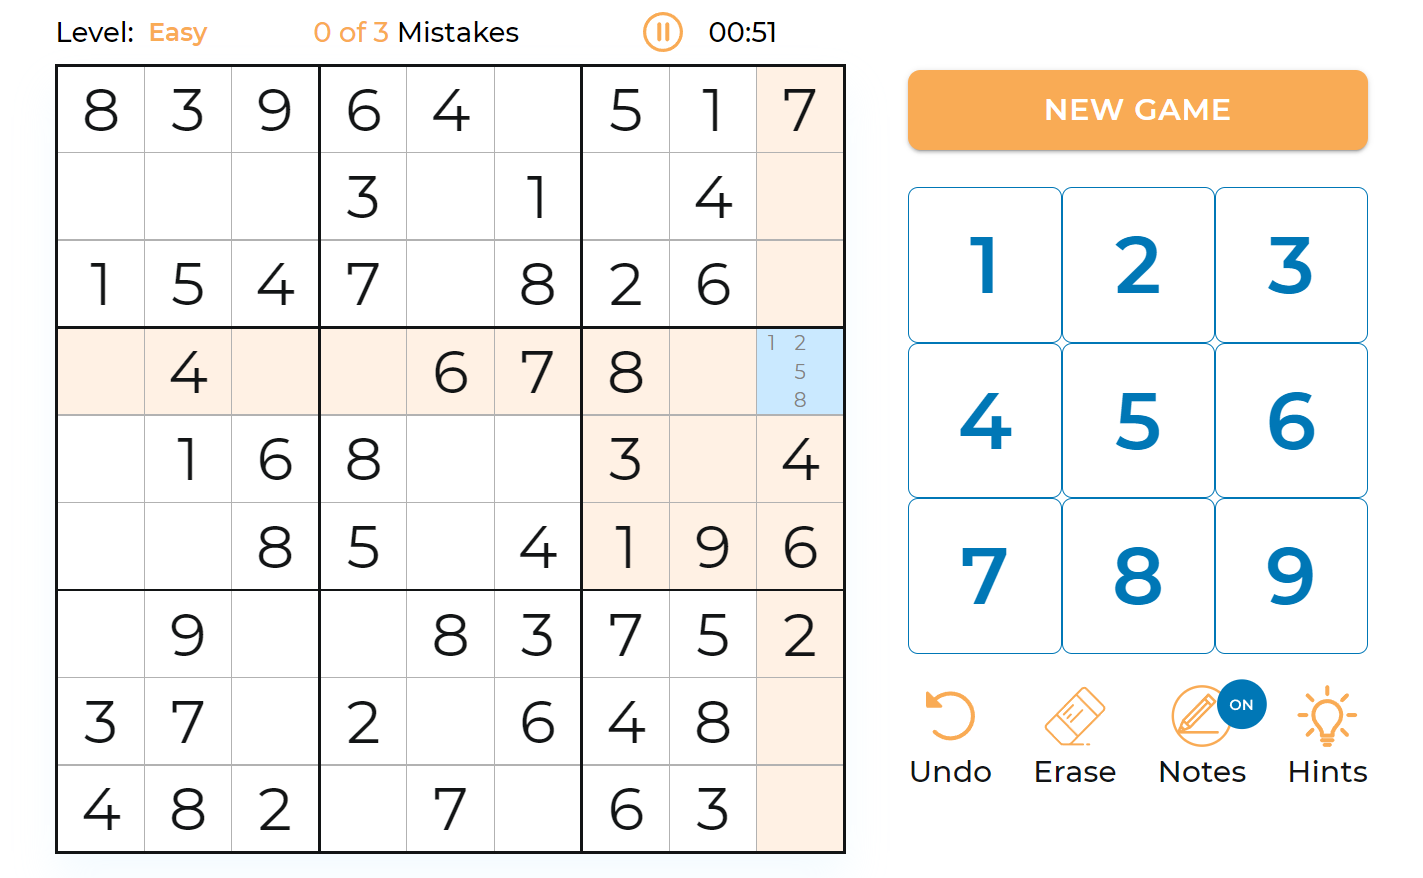 Level: Easy 0 of 3 Mistakes 00:51
8 3 9 6 4 5 1 7
3 1 4
1 5 4 7 8 2 6
4 6 7 8 1 2 5 8
1 6 8 3 4
8 5 4 1 9 6
9 8 3 7 5 2
3 7 2 6 4 8
4 8 2 7 6 3
NEW GAME
1 2 3
4 5 6
7 8 9
ON
Undo Erase Notes Hints